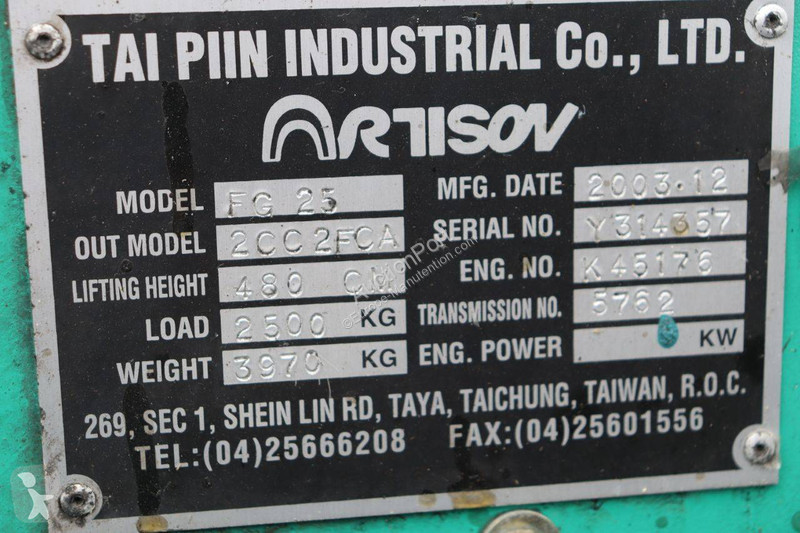 TAI PIIN INDUSTRIAL Co., LTD.
ARTISON
MODEL FG 25 MFG. DATE 2003.12
OUT MODEL 2CC2FCA SERIAL NO. Y314357
LIFTING HEIGHT 480 CM ENG. NO. K45176
LOAD 2500 KG TRANSMISSION NO. 5762
WEIGHT 3970 KG ENG. POWER KW
269, SEC 1, SHEIN LIN RD, TAYA, TAICHUNG, TAIWAN, R.O.C.
TEL:(04)25666208 FAX:(04)25601556